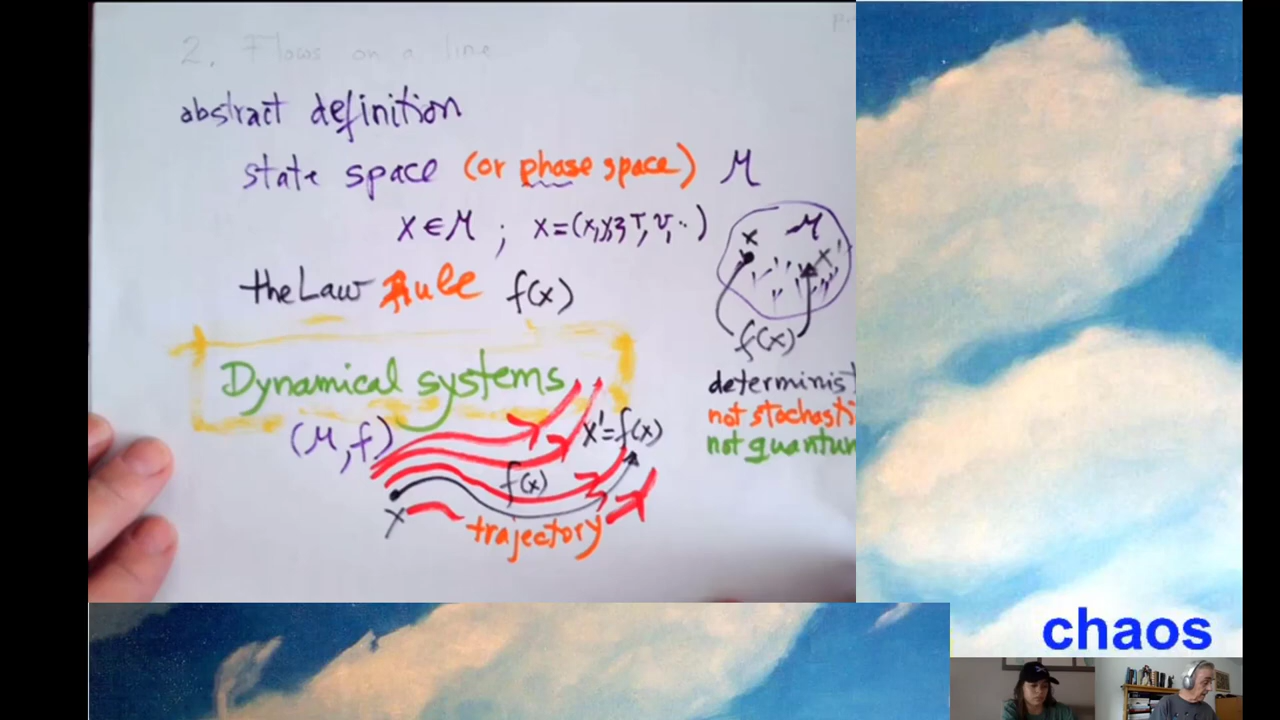 2. Flows on a line
abstract definition
state space (or phase space) M
x ∈ M ; x=(x,y,z,T,v,..)
x M x'
the Law Rule f(x)
f(x)
Dynamical systems
determinist
not stochasti
not quantum
(M,f) x'=f(x)
f(x)
x
trajectory
chaos